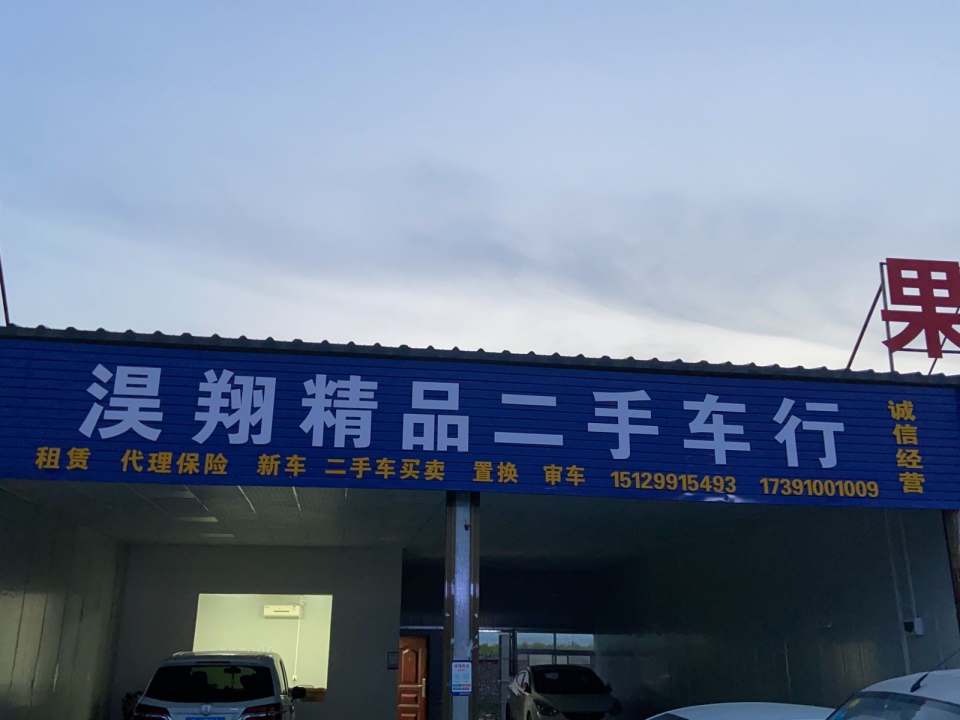 淏翔精品二手车行
租赁 代理保险 新车 二手车买卖 置换 审车 15129915493 17391001009
诚信经营
果